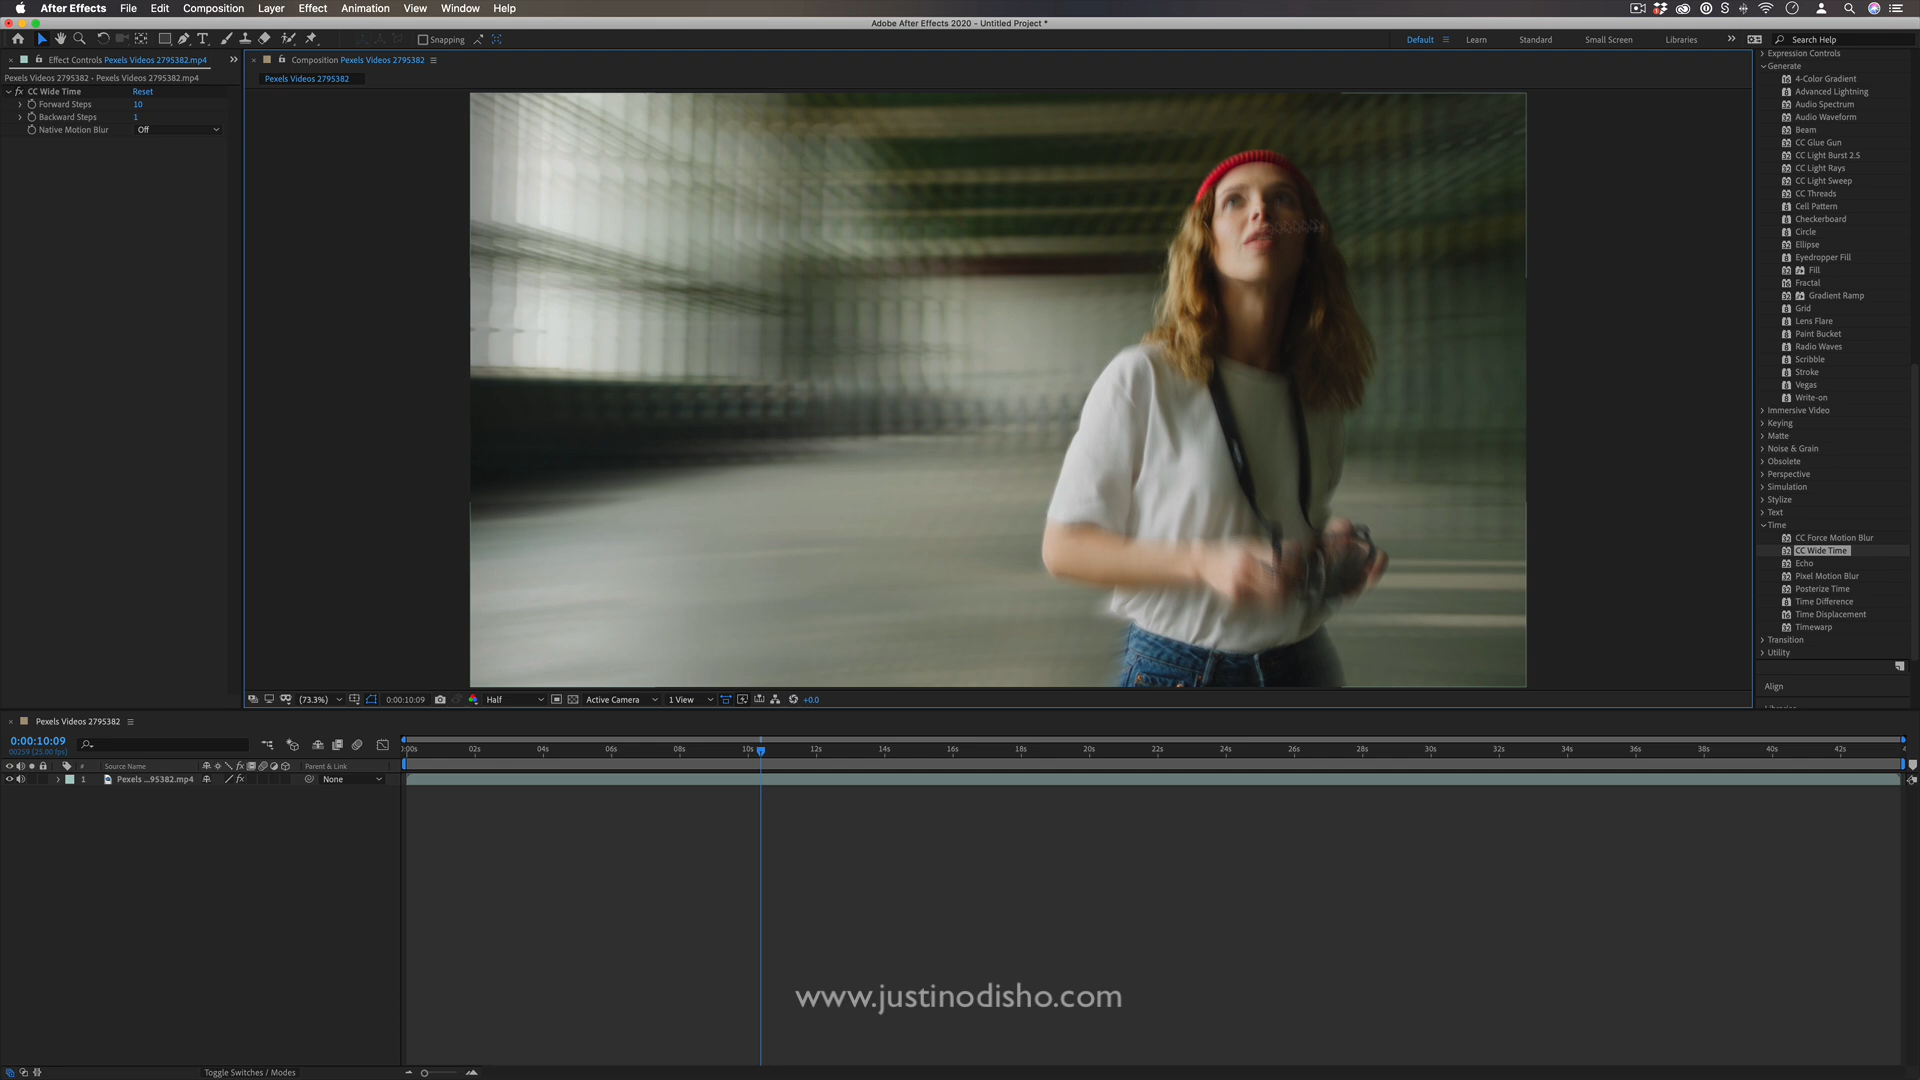 After Effects File Edit Composition Layer Effect Animation View Window Help
Adobe After Effects 2020 - Untitled Project *
Snapping
Default Learn Standard Small Screen Libraries Search Help
Effect Controls Pexels Videos 2795382.mp4
Pexels Videos 2795382 • Pexels Videos 2795382.mp4
fx CC Wide Time Reset
Forward Steps 10
Backward Steps 1
Native Motion Blur Off
Composition Pexels Videos 2795382
Pexels Videos 2795382
(73.3%) 0:00:10:09 Half Active Camera 1 View +0.0
Expression Controls
Generate
4-Color Gradient
Advanced Lightning
Audio Spectrum
Audio Waveform
Beam
CC Glue Gun
CC Light Burst 2.5
CC Light Rays
CC Light Sweep
CC Threads
Cell Pattern
Checkerboard
Circle
Ellipse
Eyedropper Fill
Fill
Fractal
Gradient Ramp
Grid
Lens Flare
Paint Bucket
Radio Waves
Scribble
Stroke
Vegas
Write-on
Immersive Video
Keying
Matte
Noise & Grain
Obsolete
Perspective
Simulation
Stylize
Text
Time
CC Force Motion Blur
CC Wide Time
Echo
Pixel Motion Blur
Posterize Time
Time Difference
Time Displacement
Timewarp
Transition
Utility
Align
Pexels Videos 2795382
0:00:10:09
00259 (25.00 fps)
:00s 02s 04s 06s 08s 10s 12s 14s 16s 18s 20s 22s 24s 26s 28s 30s 32s 34s 36s 38s 40s 42s
# Source Name fx Parent & Link
1 Pexels ...95382.mp4 fx None
www.justinodisho.com
Toggle Switches / Modes